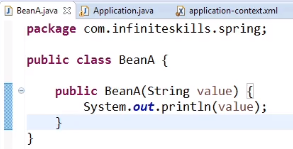 BeanA.java Application.java application-context.xml
package com.infiniteskills.spring;
public class BeanA {
public BeanA(String value) {
System.out.println(value);
}
}